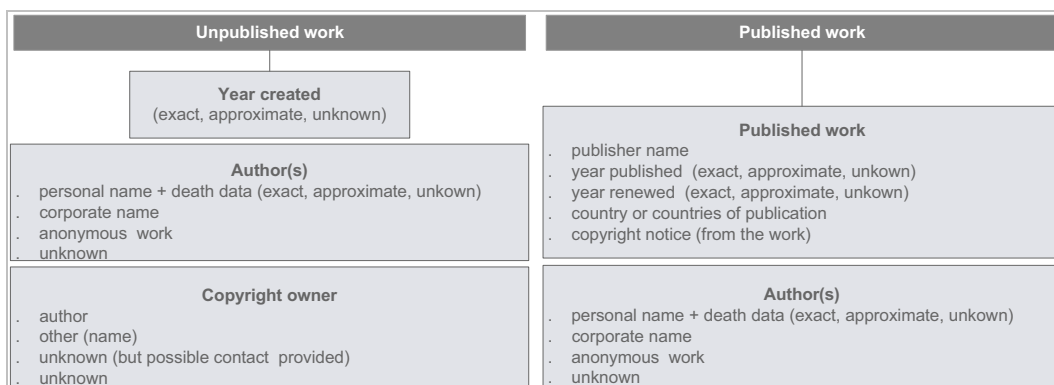 Unpublished work
Year created
(exact, approximate, unknown)
Author(s)
. personal name + death data (exact, approximate, unkown)
. corporate name
. anonymous work
. unknown
Copyright owner
. author
. other (name)
. unknown (but possible contact provided)
. unknown
Published work
Published work
. publisher name
. year published (exact, approximate, unkown)
. year renewed (exact, approximate, unkown)
. country or countries of publication
. copyright notice (from the work)
Author(s)
. personal name + death data (exact, approximate, unkown)
. corporate name
. anonymous work
. unknown